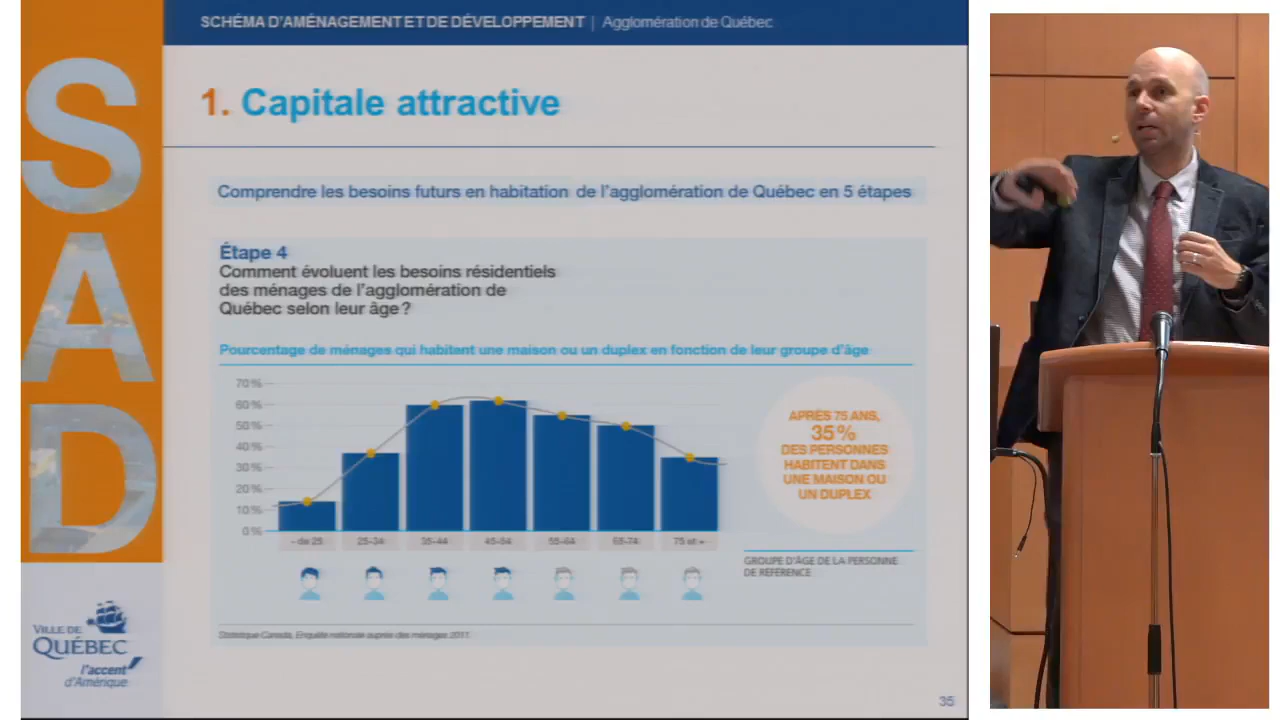 SCHÉMA D'AMÉNAGEMENT ET DE DÉVELOPPEMENT | Agglomération de Québec
SAD
1. Capitale attractive
Comprendre les besoins futurs en habitation de l'agglomération de Québec en 5 étapes
Étape 4
Comment évoluent les besoins résidentiels
des ménages de l'agglomération de
Québec selon leur âge ?
Pourcentage de ménages qui habitent une maison ou un duplex en fonction de leur groupe d'âge
70 %
60 %
50 %
40 %
30 %
20 %
10 %
0 %
- de 25
25-34
35-44
45-54
55-64
65-74
75 et +
APRÈS 75 ANS,
35 %
DES PERSONNES
HABITENT DANS
UNE MAISON OU
UN DUPLEX
GROUPE D'ÂGE DE LA PERSONNE
DE RÉFÉRENCE
Statistique Canada, Enquête nationale auprès des ménages 2011
VILLE DE
QUÉBEC
l'accent
d'Amérique
35